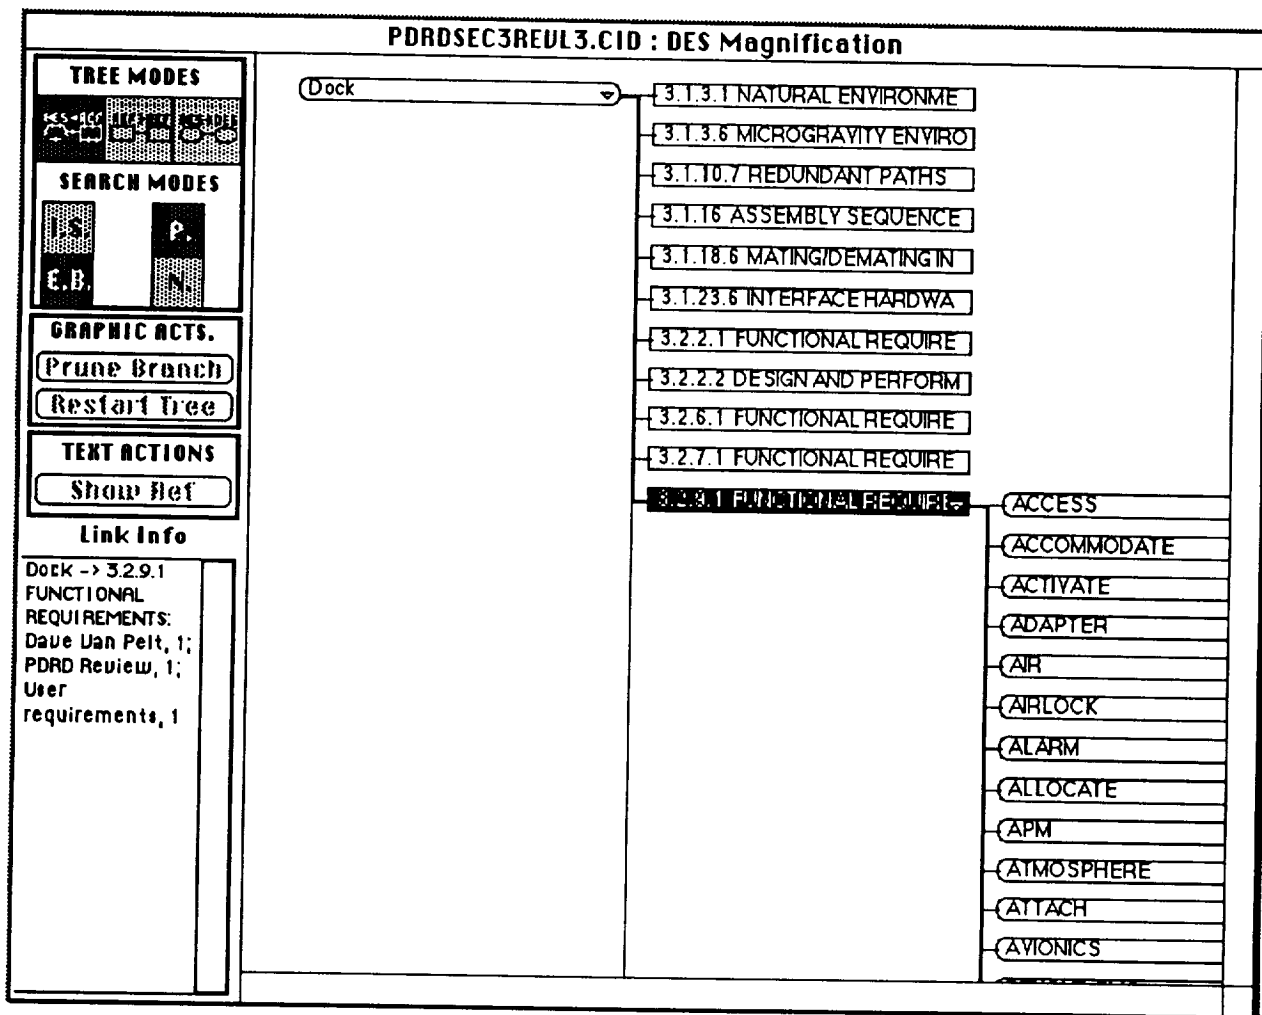 PDRDSEC3REVL3.CID : DES Magnification
TREE MODES
SEARCH MODES
I.S.
P.
E.B.
N.
GRAPHIC ACTS.
Prune Branch
Restart Tree
TEXT ACTIONS
Show Ref
Link Info
Dock -> 3.2.9.1
FUNCTIONAL
REQUIREMENTS:
Dave Van Pelt, 1;
PDRD Review, 1;
User
requirements, 1
Dock
3.1.3.1 NATURAL ENVIRONME
3.1.3.6 MICROGRAVITY ENVIRO
3.1.10.7 REDUNDANT PATHS
3.1.16 ASSEMBLY SEQUENCE
3.1.18.6 MATING/DEMATING IN
3.1.23.6 INTERFACE HARDWA
3.2.2.1 FUNCTIONAL REQUIRE
3.2.2.2 DESIGN AND PERFORM
3.2.6.1 FUNCTIONAL REQUIRE
3.2.7.1 FUNCTIONAL REQUIRE
3.2.9.1 FUNCTIONAL REQUIRE
ACCESS
ACCOMMODATE
ACTIVATE
ADAPTER
AIR
AIRLOCK
ALARM
ALLOCATE
APM
ATMOSPHERE
ATTACH
AVIONICS